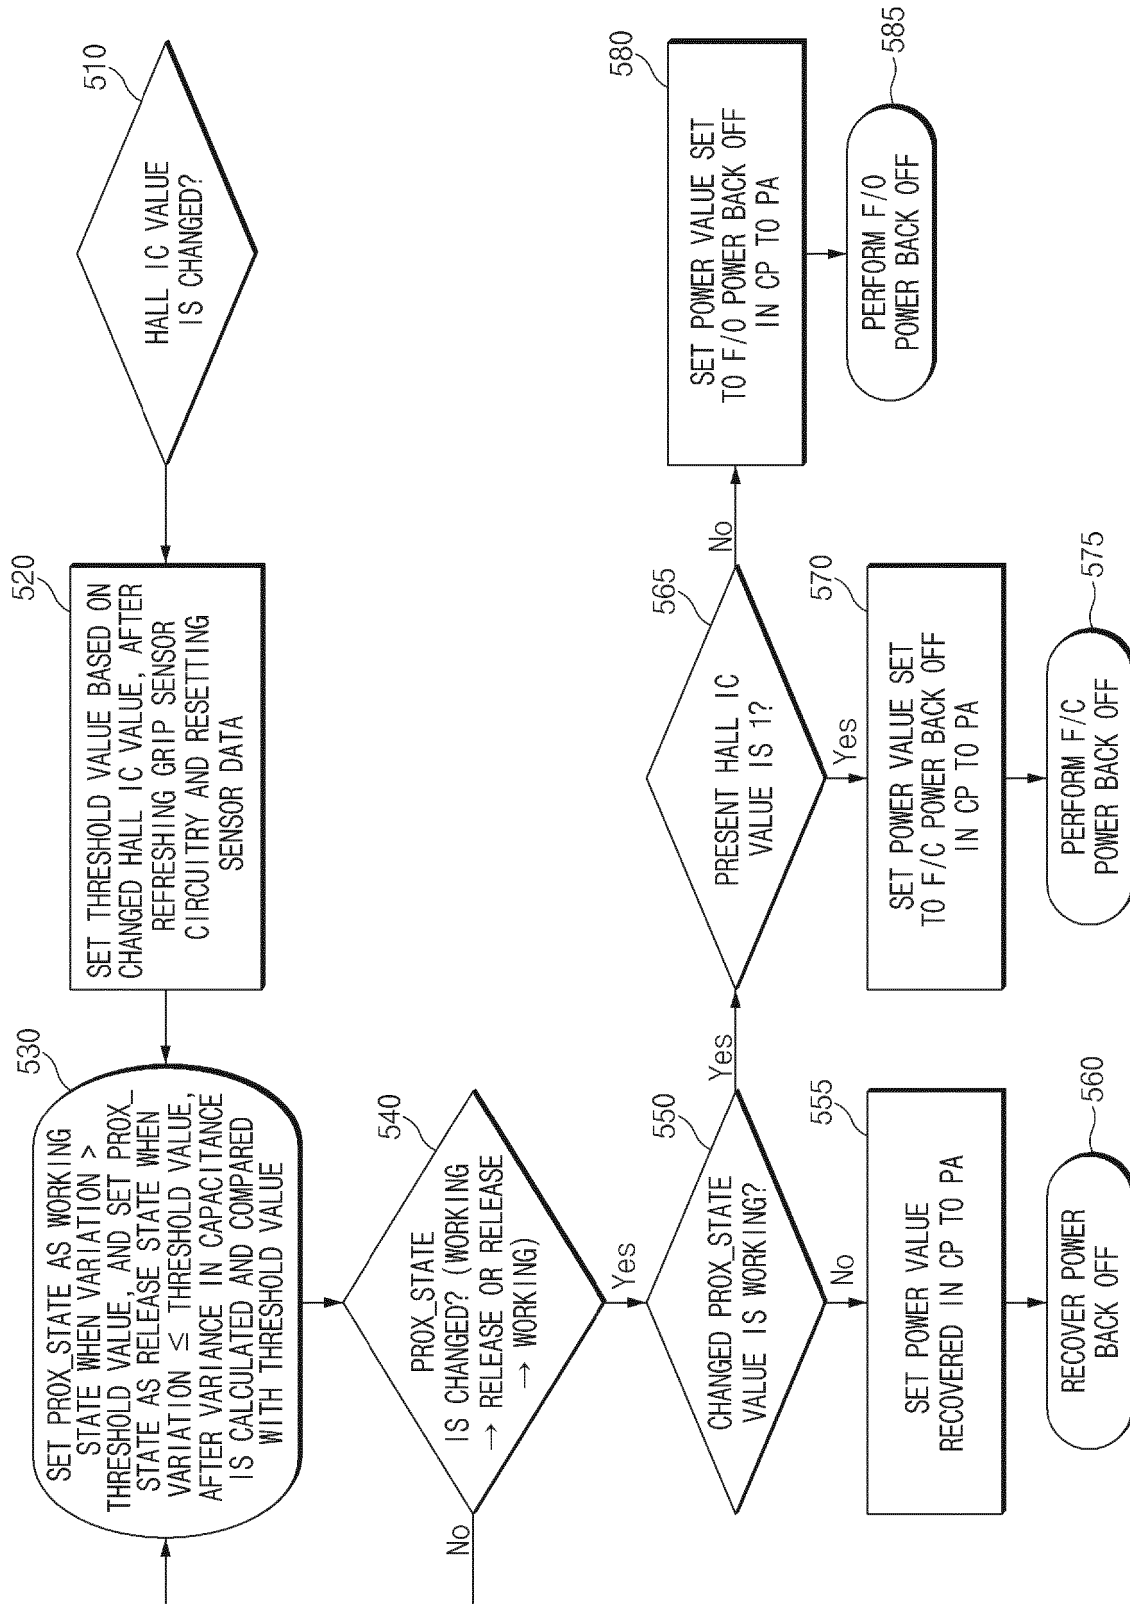 510
HALL IC VALUE
IS CHANGED?
520
SET THRESHOLD VALUE BASED ON
CHANGED HALL IC VALUE, AFTER
REFRESHING GRIP SENSOR
CIRCUITRY AND RESETTING
SENSOR DATA
530
SET PROX_STATE AS WORKING
STATE WHEN VARIATION >
THRESHOLD VALUE, AND SET PROX_
STATE AS RELEASE STATE WHEN
VARIATION ≤ THRESHOLD VALUE,
AFTER VARIANCE IN CAPACITANCE
IS CALCULATED AND COMPARED
WITH THRESHOLD VALUE
540
PROX_STATE
IS CHANGED? (WORKING
→ RELEASE OR RELEASE
→ WORKING)
No
Yes
550
CHANGED PROX_STATE
VALUE IS WORKING?
Yes
No
555
SET POWER VALUE
RECOVERED IN CP TO PA
560
RECOVER POWER
BACK OFF
565
PRESENT HALL IC
VALUE IS 1?
No
Yes
570
SET POWER VALUE SET
TO F/C POWER BACK OFF
IN CP TO PA
575
PERFORM F/C
POWER BACK OFF
580
SET POWER VALUE SET
TO F/O POWER BACK OFF
IN CP TO PA
585
PERFORM F/O
POWER BACK OFF